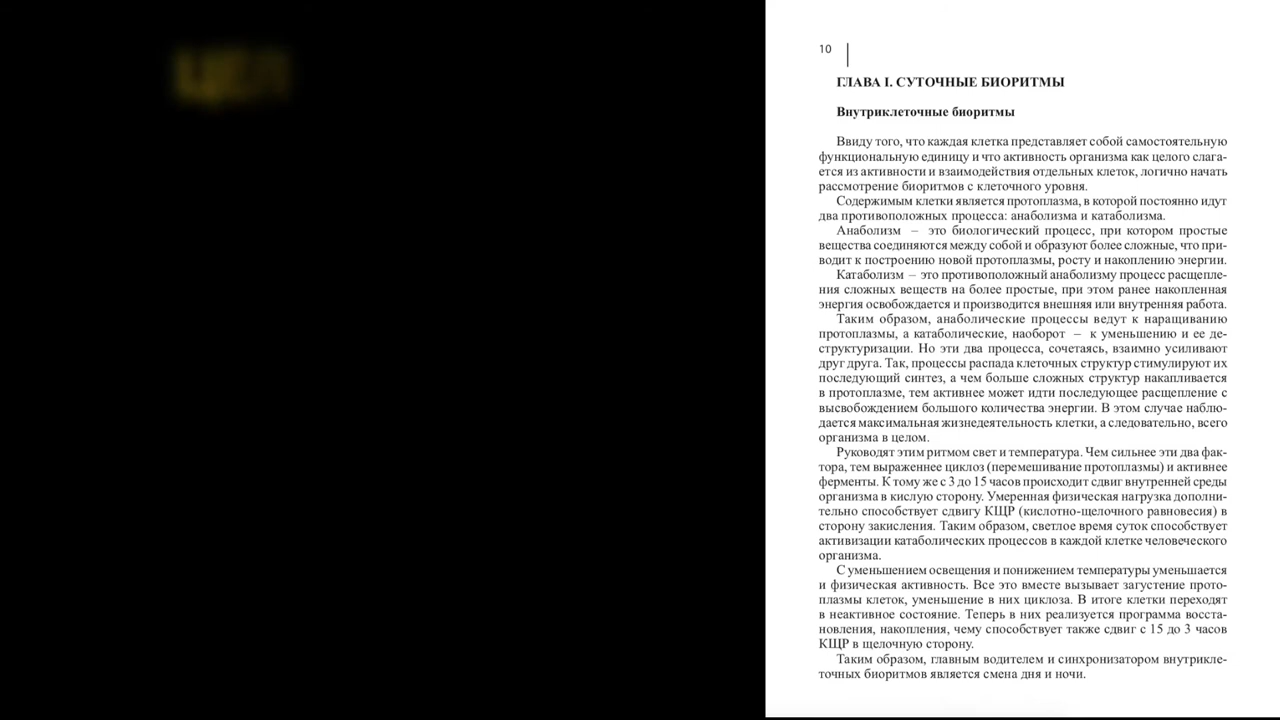 10
ГЛАВА I. СУТОЧНЫЕ БИОРИТМЫ
Внутриклеточные биоритмы
Ввиду того, что каждая клетка представляет собой самостоятельную
функциональную единицу и что активность организма как целого слага-
ется из активности и взаимодействия отдельных клеток, логично начать
рассмотрение биоритмов с клеточного уровня.
Содержимым клетки является протоплазма, в которой постоянно идут
два противоположных процесса: анаболизма и катаболизма.
Анаболизм – это биологический процесс, при котором простые
вещества соединяются между собой и образуют более сложные, что при-
водит к построению новой протоплазмы, росту и накоплению энергии.
Катаболизм – это противоположный анаболизму процесс расщепле-
ния сложных веществ на более простые, при этом ранее накопленная
энергия освобождается и производится внешняя или внутренняя работа.
Таким образом, анаболические процессы ведут к наращиванию
протоплазмы, а катаболические, наоборот – к уменьшению и ее де-
структуризации. Но эти два процесса, сочетаясь, взаимно усиливают
друг друга. Так, процессы распада клеточных структур стимулируют их
последующий синтез, а чем больше сложных структур накапливается
в протоплазме, тем активнее может идти последующее расщепление с
высвобождением большого количества энергии. В этом случае наблю-
дается максимальная жизнедеятельность клетки, а следовательно, всего
организма в целом.
Руководят этим ритмом свет и температура. Чем сильнее эти два фак-
тора, тем выраженнее циклоз (перемешивание протоплазмы) и активнее
ферменты. К тому же с 3 до 15 часов происходит сдвиг внутренней среды
организма в кислую сторону. Умеренная физическая нагрузка дополни-
тельно способствует сдвигу КЩР (кислотно-щелочного равновесия) в
сторону закисления. Таким образом, светлое время суток способствует
активизации катаболических процессов в каждой клетке человеческого
организма.
С уменьшением освещения и понижением температуры уменьшается
и физическая активность. Все это вместе вызывает загустение прото-
плазмы клеток, уменьшение в них циклоза. В итоге клетки переходят
в неактивное состояние. Теперь в них реализуется программа восста-
новления, накопления, чему способствует также сдвиг с 15 до 3 часов
КЩР в щелочную сторону.
Таким образом, главным водителем и синхронизатором внутрикле-
точных биоритмов является смена дня и ночи.